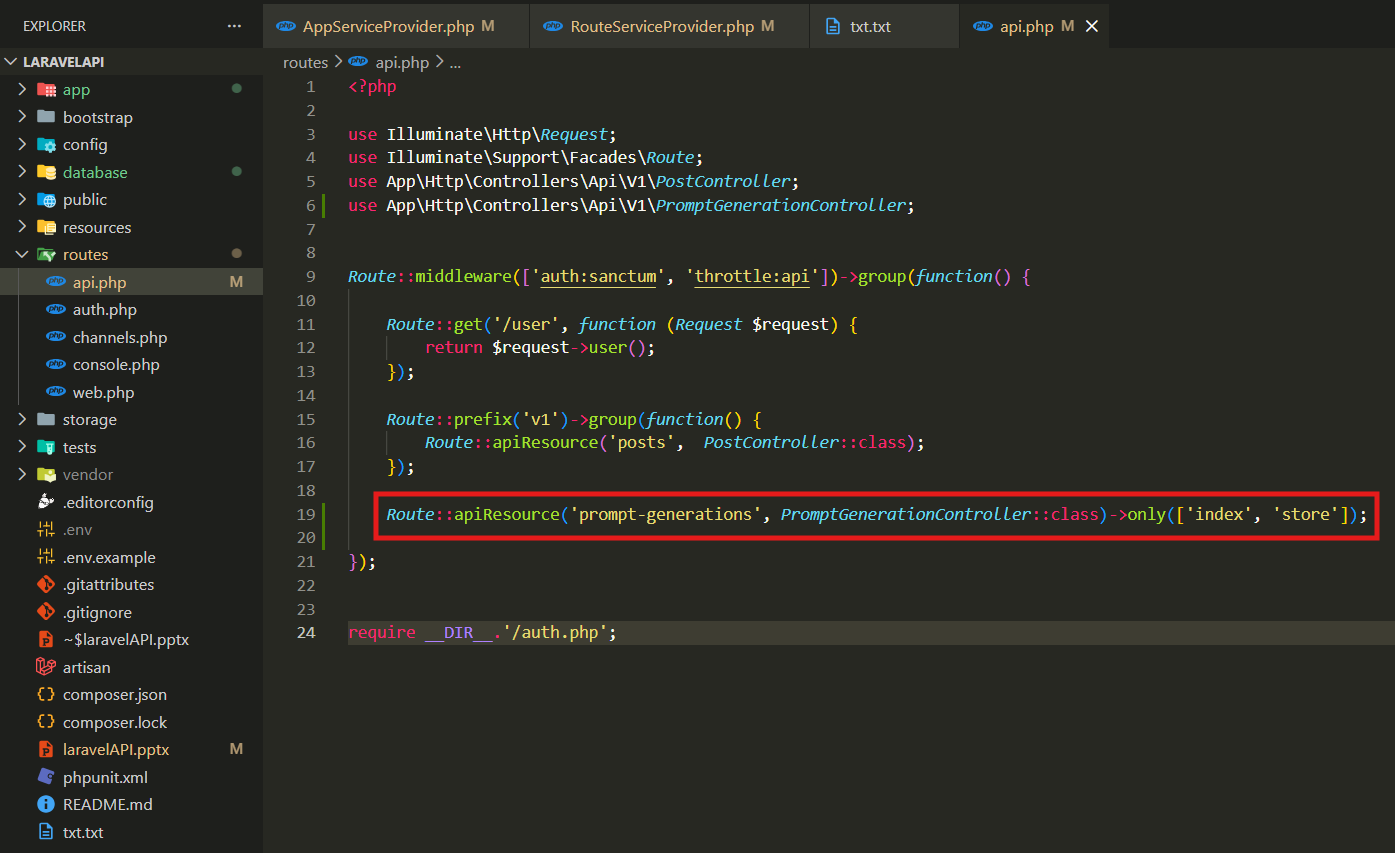 EXPLORER
...
AppServiceProvider.php M
RouteServiceProvider.php M
txt.txt
api.php M
LARAVELAPI
app
bootstrap
config
database
public
resources
routes
api.php M
auth.php
channels.php
console.php
web.php
storage
tests
vendor
.editorconfig
.env
.env.example
.gitattributes
.gitignore
~$laravelAPI.pptx
artisan
composer.json
composer.lock
laravelAPI.pptx M
phpunit.xml
README.md
txt.txt
routes > api.php > ...
1 <?php
2
3 use Illuminate\Http\Request;
4 use Illuminate\Support\Facades\Route;
5 use App\Http\Controllers\Api\V1\PostController;
6 use App\Http\Controllers\Api\V1\PromptGenerationController;
7
8
9 Route::middleware(['auth:sanctum', 'throttle:api'])->group(function() {
10
11 Route::get('/user', function (Request $request) {
12 return $request->user();
13 });
14
15 Route::prefix('v1')->group(function() {
16 Route::apiResource('posts',  PostController::class);
17 });
18
19 Route::apiResource('prompt-generations', PromptGenerationController::class)->only(['index', 'store']);
20
21 });
22
23
24 require __DIR__.'/auth.php';